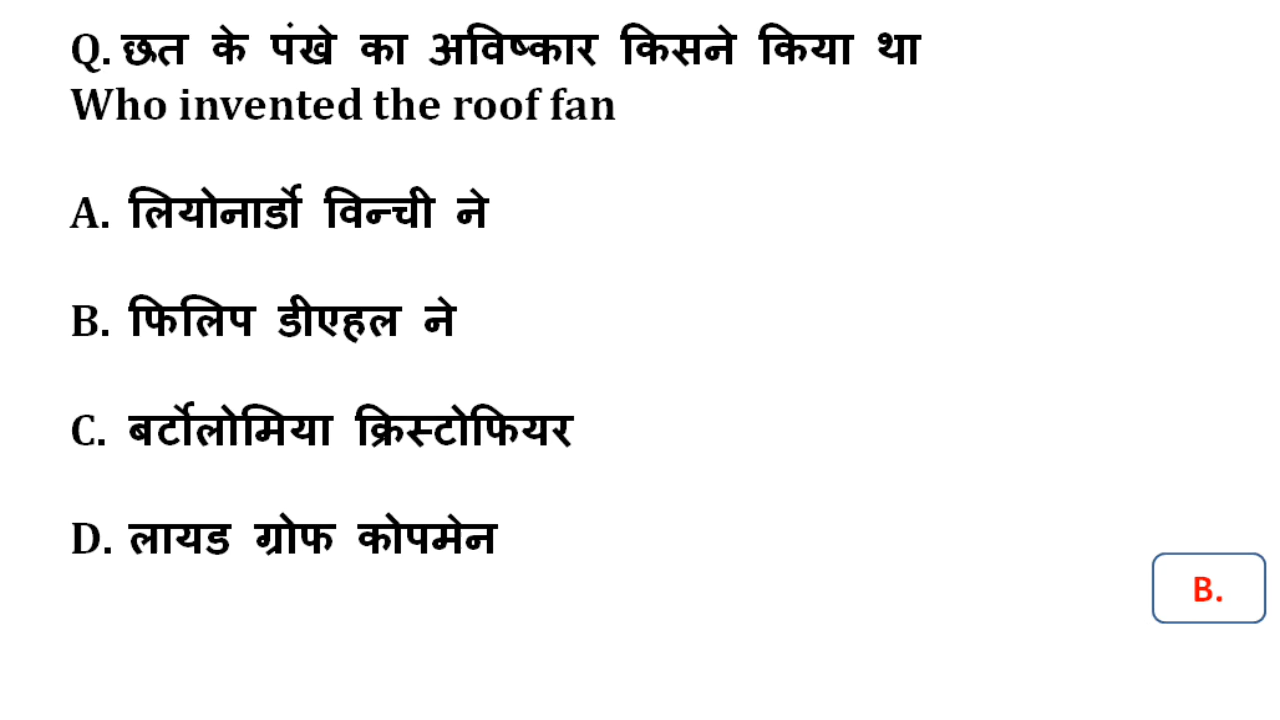 Q. छत के पंखे का अविष्कार किसने किया था
Who invented the roof fan
A. लियोनार्डो विन्ची ने
B. फिलिप डीएहल ने
C. बर्टोलोमिया क्रिस्टोफियर
D. लायड ग्रोफ कोपमेन
B.